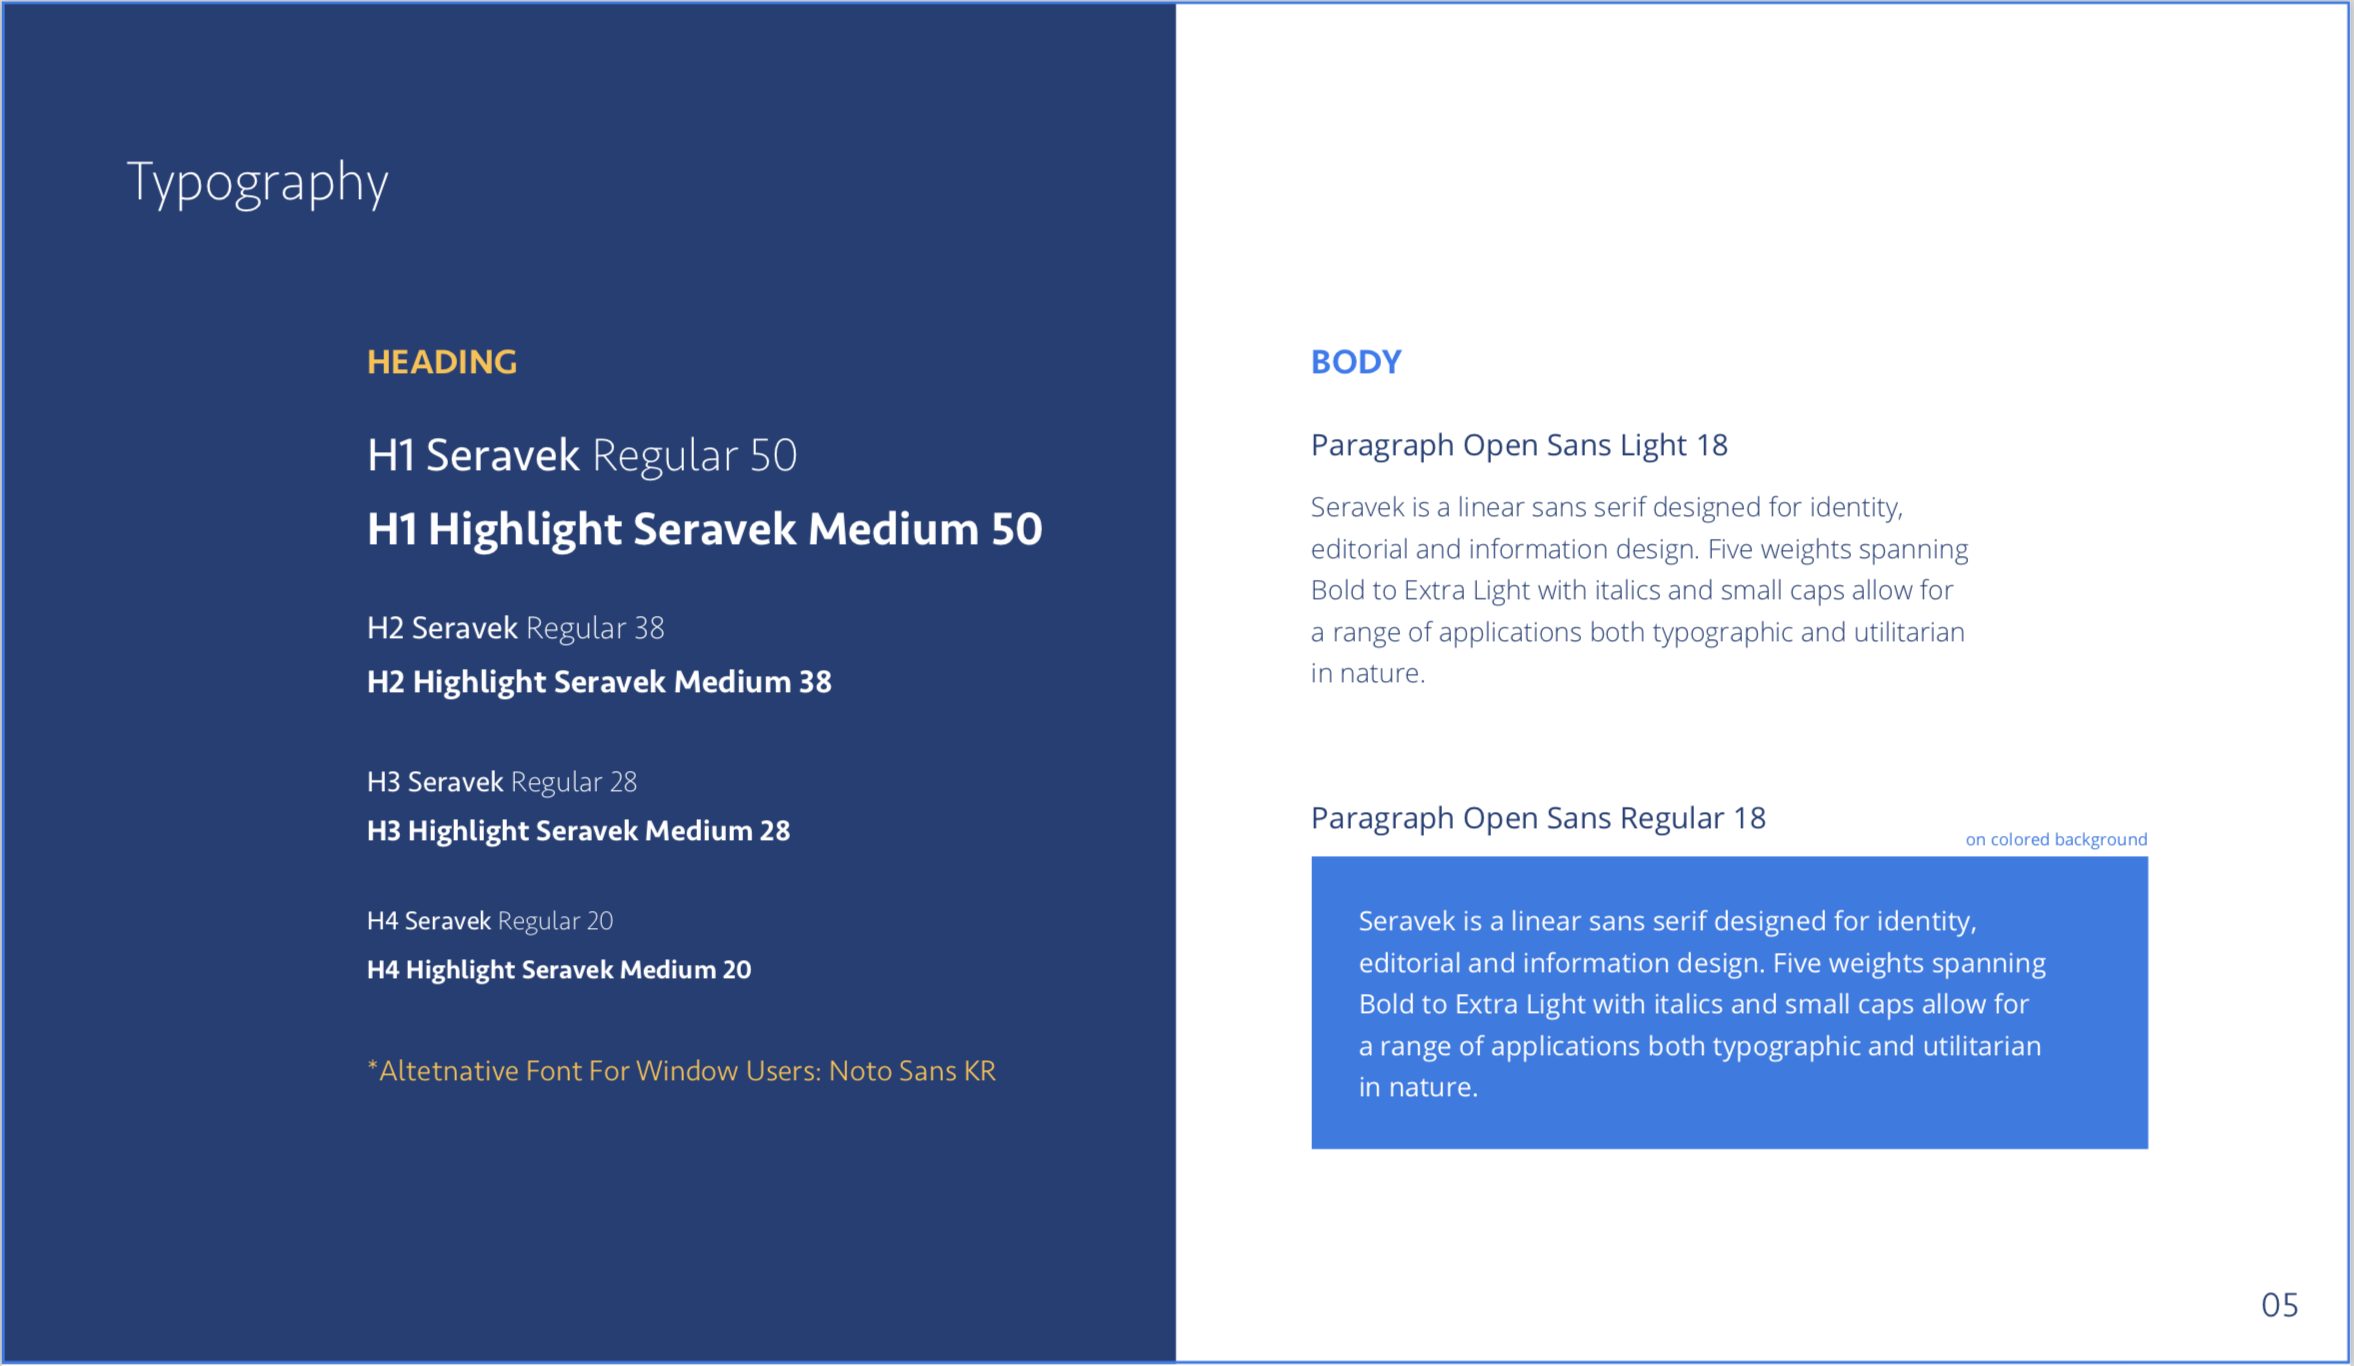 Typography
HEADING
H1 Seravek Regular 50
H1 Highlight Seravek Medium 50
H2 Seravek Regular 38
H2 Highlight Seravek Medium 38
H3 Seravek Regular 28
H3 Highlight Seravek Medium 28
H4 Seravek Regular 20
H4 Highlight Seravek Medium 20
*Altetnative Font For Window Users: Noto Sans KR
BODY
Paragraph Open Sans Light 18
Seravek is a linear sans serif designed for identity,
editorial and information design. Five weights spanning
Bold to Extra Light with italics and small caps allow for
a range of applications both typographic and utilitarian
in nature.
Paragraph Open Sans Regular 18
on colored background
Seravek is a linear sans serif designed for identity,
editorial and information design. Five weights spanning
Bold to Extra Light with italics and small caps allow for
a range of applications both typographic and utilitarian
in nature.
05